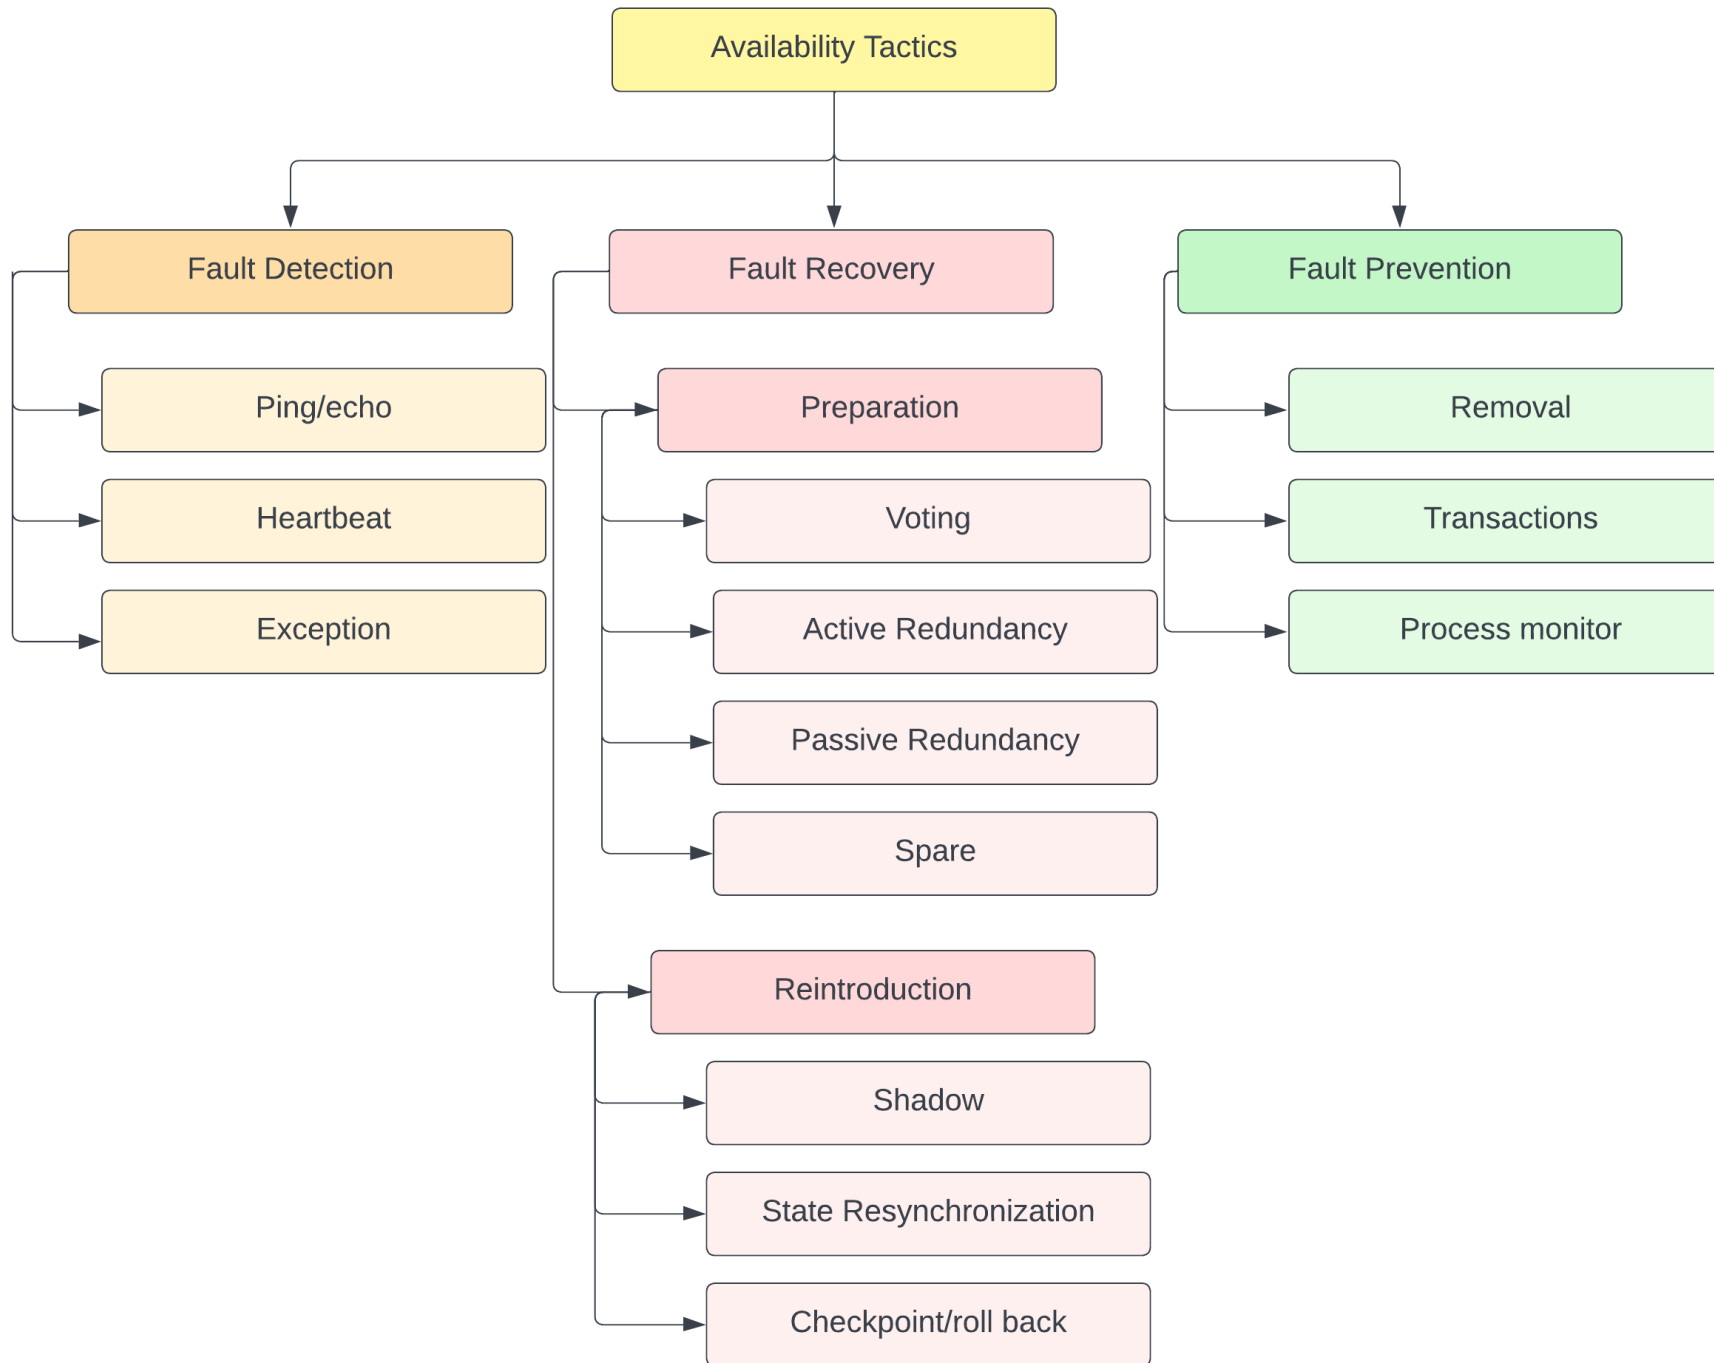 Availability Tactics
Fault Detection
Ping/echo
Heartbeat
Exception
Fault Recovery
Preparation
Voting
Active Redundancy
Passive Redundancy
Spare
Reintroduction
Shadow
State Resynchronization
Checkpoint/roll back
Fault Prevention
Removal
Transactions
Process monitor